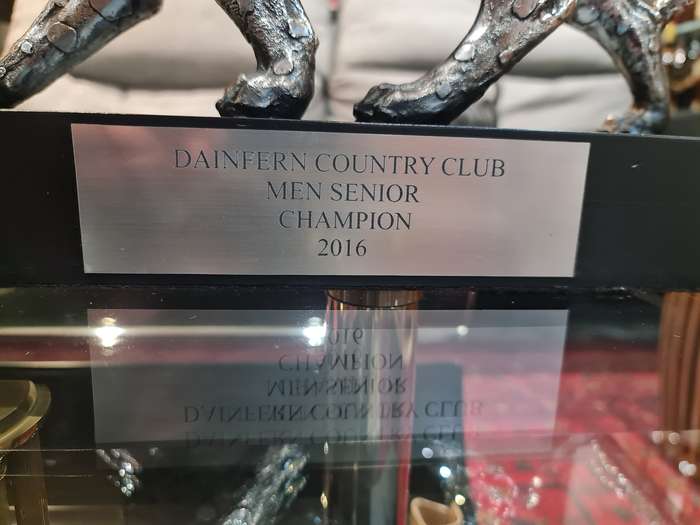 DAINFERN COUNTRY CLUB
MEN SENIOR
CHAMPION
2016